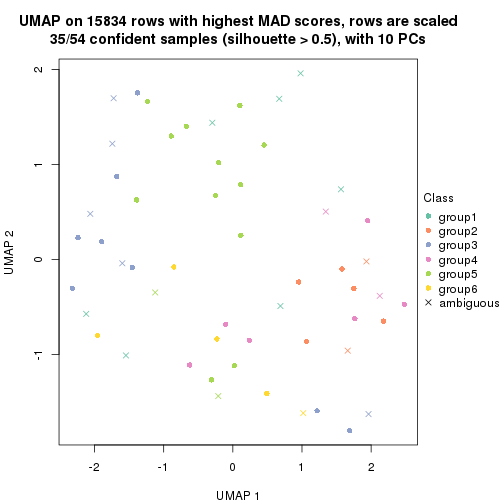 UMAP on 15834 rows with highest MAD scores, rows are scaled
35/54 confident samples (silhouette > 0.5), with 10 PCs
2
1
0
-1
UMAP 2
-2
-1
0
1
2
UMAP 1
Class
group1
group2
group3
group4
group5
group6
ambiguous